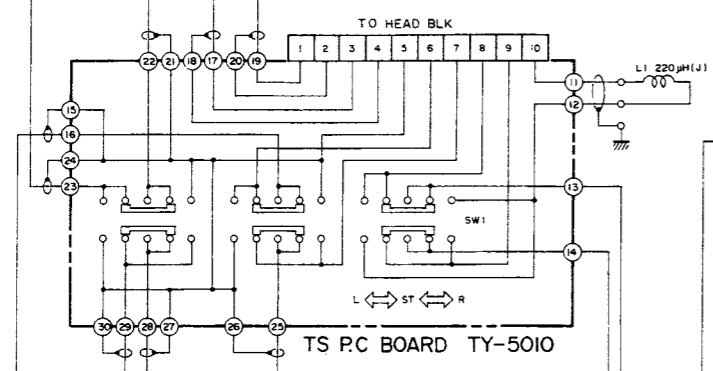 TO HEAD BLK
1 2 3 4 5 6 7 8 9 10
22 21 18 17 20 19
11 L1 220μH(J)
12
15
16
24
23
13
SW1
14
L ST R
30 29 28 27 26 25
TS P.C BOARD TY-5010